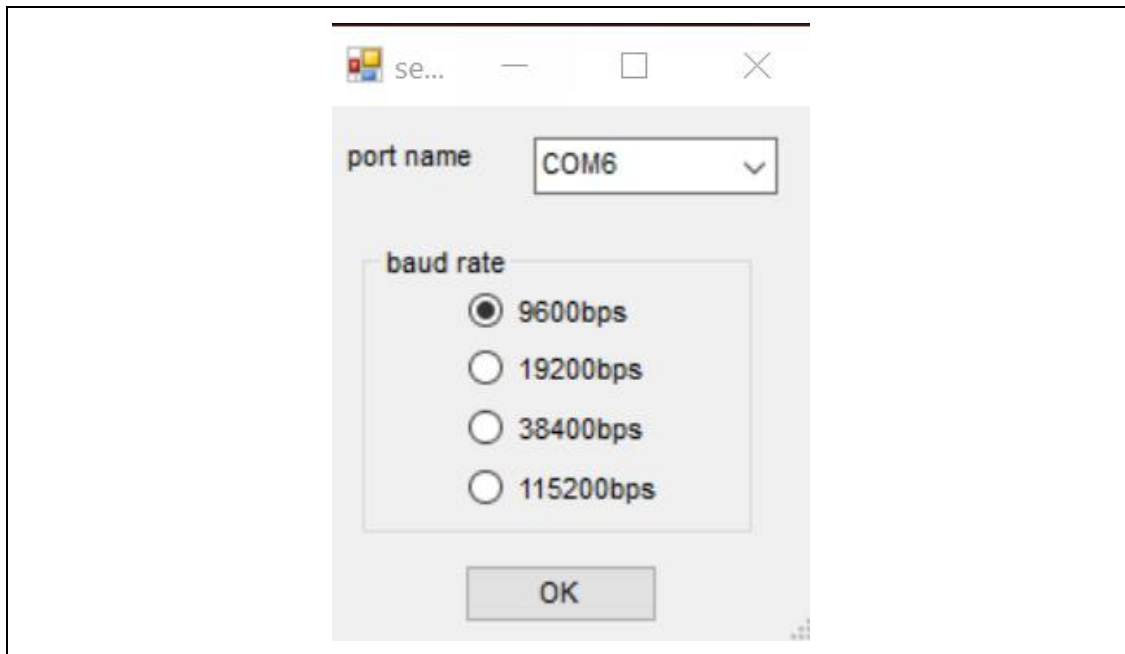 se...
port name
COM6
baud rate
9600bps
19200bps
38400bps
115200bps
OK